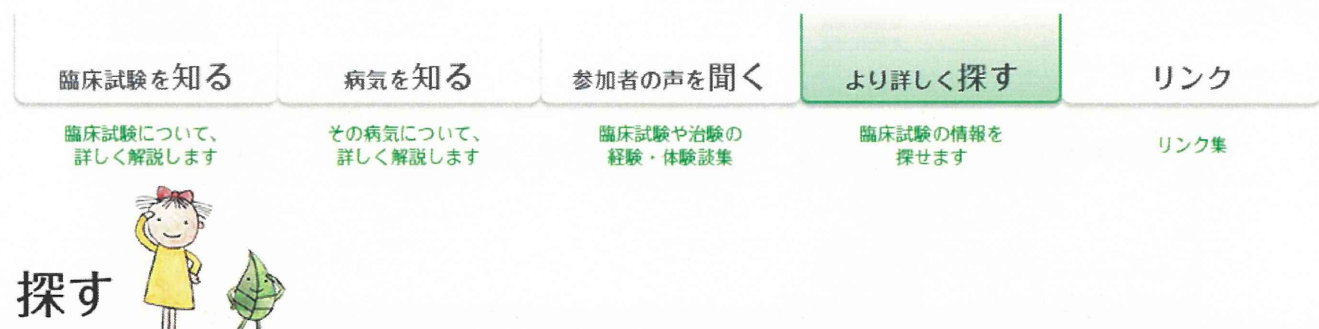 臨床試験を知る
病気を知る
参加者の声を聞く
より詳しく探す
リンク
臨床試験について、
詳しく解説します
その病気について、
詳しく解説します
臨床試験や治験の
経験・体験談集
臨床試験の情報を
探せます
リンク集
探す